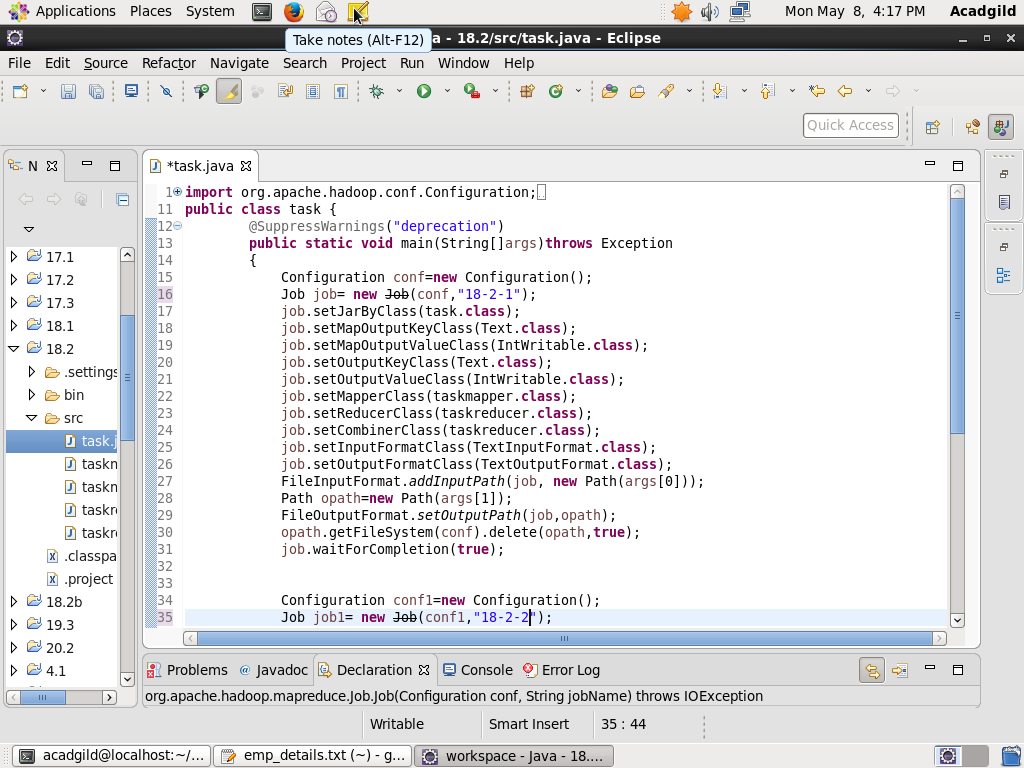 Applications Places System Mon May 8, 4:17 PM Acadgild
Take notes (Alt-F12)
a - 18.2/src/task.java - Eclipse
File Edit Source Refactor Navigate Search Project Run Window Help
Quick Access
N
*task.java
1 import org.apache.hadoop.conf.Configuration;
11 public class task {
12 @SuppressWarnings("deprecation")
13 public static void main(String[]args)throws Exception
14 {
15 Configuration conf=new Configuration();
16 Job job= new Job(conf,"18-2-1");
17 job.setJarByClass(task.class);
18 job.setMapOutputKeyClass(Text.class);
19 job.setMapOutputValueClass(IntWritable.class);
20 job.setOutputKeyClass(Text.class);
21 job.setOutputValueClass(IntWritable.class);
22 job.setMapperClass(taskmapper.class);
23 job.setReducerClass(taskreducer.class);
24 job.setCombinerClass(taskreducer.class);
25 job.setInputFormatClass(TextInputFormat.class);
26 job.setOutputFormatClass(TextOutputFormat.class);
27 FileInputFormat.addInputPath(job, new Path(args[0]));
28 Path opath=new Path(args[1]);
29 FileOutputFormat.setOutputPath(job,opath);
30 opath.getFileSystem(conf).delete(opath,true);
31 job.waitForCompletion(true);
32
33
34 Configuration conf1=new Configuration();
35 Job job1= new Job(conf1,"18-2-2");
17.1
17.2
17.3
18.1
18.2
.settings
bin
src
task.j
taskn
taskn
taskr
taskr
.classpa
.project
18.2b
19.3
20.2
4.1
Problems @ Javadoc Declaration Console Error Log
org.apache.hadoop.mapreduce.Job.Job(Configuration conf, String jobName) throws IOException
Writable Smart Insert 35 : 44
acadgild@localhost:~/... emp_details.txt (~) - g... workspace - Java - 18....